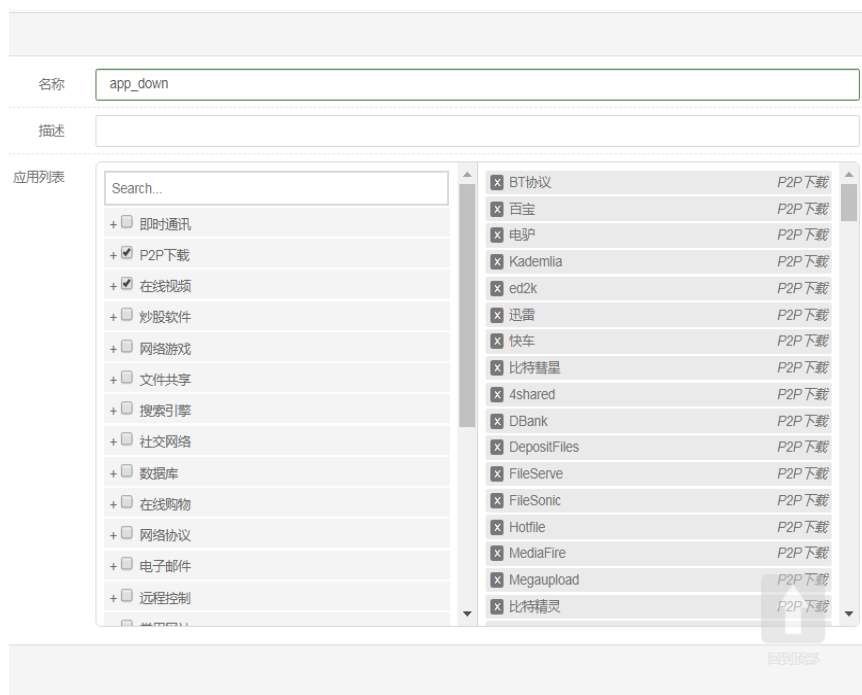 名称
app_down
描述
应用列表
Search...
+ 即时通讯
+ P2P下载
+ 在线视频
+ 炒股软件
+ 网络游戏
+ 文件共享
+ 搜索引擎
+ 社交网络
+ 数据库
+ 在线购物
+ 网络协议
+ 电子邮件
+ 远程控制
x BT协议 P2P下载
x 百宝 P2P下载
x 电驴 P2P下载
x Kademlia P2P下载
x ed2k P2P下载
x 迅雷 P2P下载
x 快车 P2P下载
x 比特彗星 P2P下载
x 4shared P2P下载
x DBank P2P下载
x DepositFiles P2P下载
x FileServe P2P下载
x FileSonic P2P下载
x Hotfile P2P下载
x MediaFire P2P下载
x Megaupload P2P下载
x 比特精灵 P2P下载
回到顶部